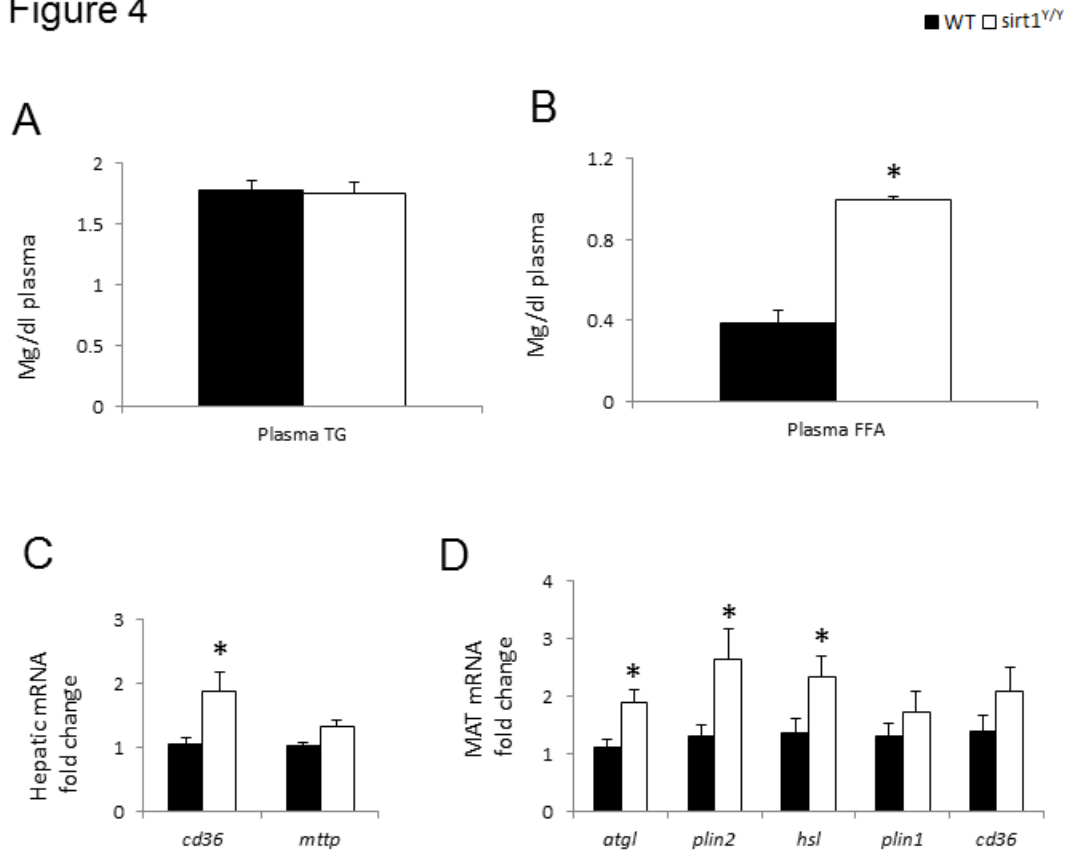 Figure 4
WT sirt1Y/Y
A
B
2
1.5
1
0.5
0
Mg/dl plasma
Plasma TG
1.2
0.8
0.4
0
Mg/dl plasma
*
Plasma FFA
C
D
3
2
1
0
Hepatic mRNA
fold change
*
cd36 mttp
4
3
2
1
0
MAT mRNA
fold change
* * *
atgl plin2 hsl plin1 cd36